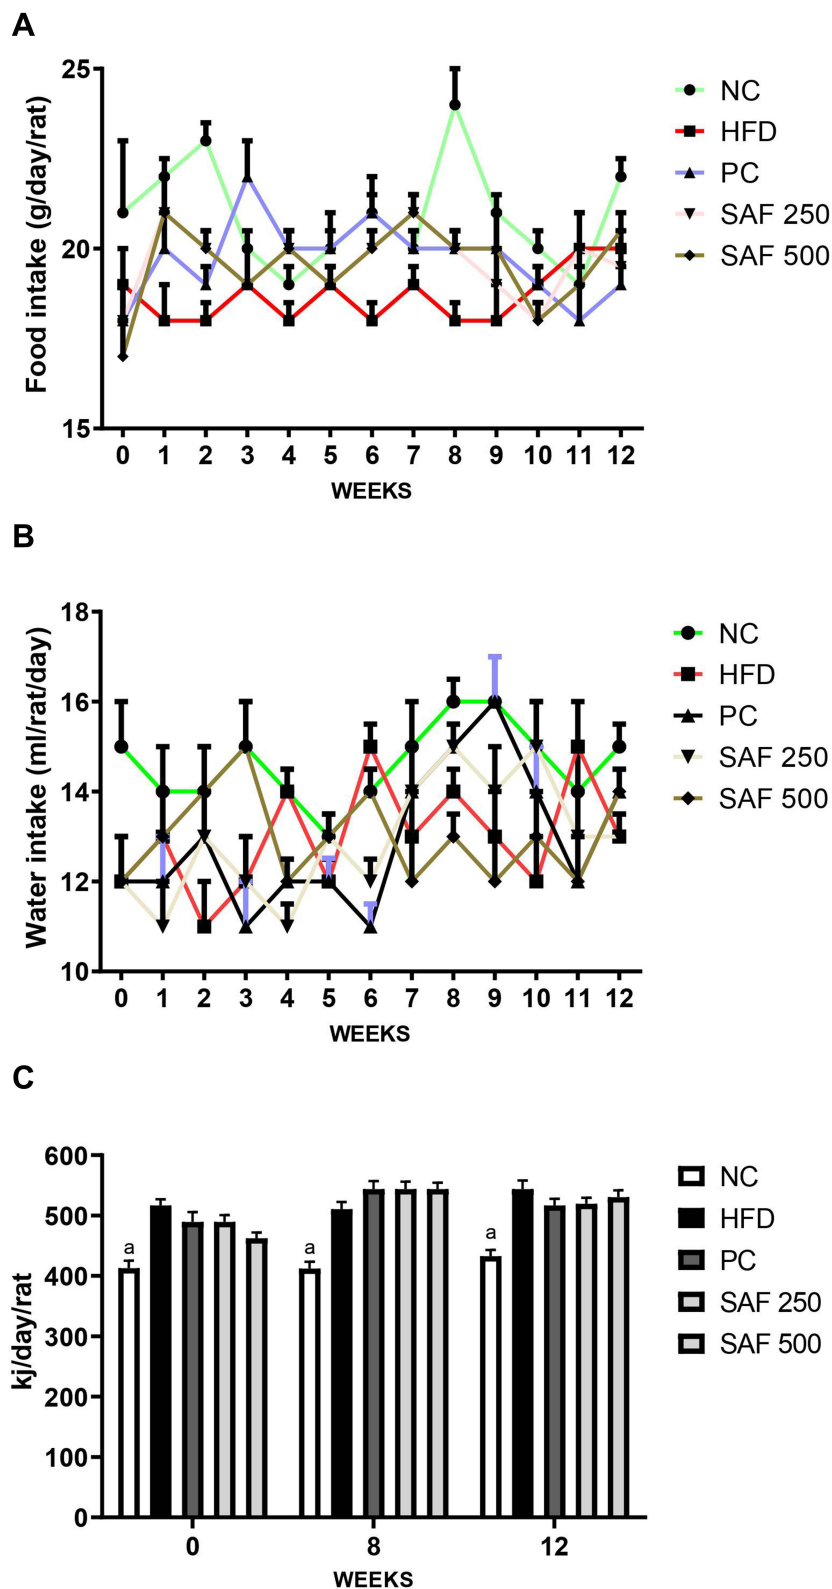 A
Food intake (g/day/rat)
25
20
15
0 1 2 3 4 5 6 7 8 9 10 11 12
WEEKS
NC
HFD
PC
SAF 250
SAF 500
B
Water intake (ml/rat/day)
18
16
14
12
10
0 1 2 3 4 5 6 7 8 9 10 11 12
WEEKS
NC
HFD
PC
SAF 250
SAF 500
C
kj/day/rat
600
500
400
300
200
100
0
a a a
0 8 12
WEEKS
NC
HFD
PC
SAF 250
SAF 500